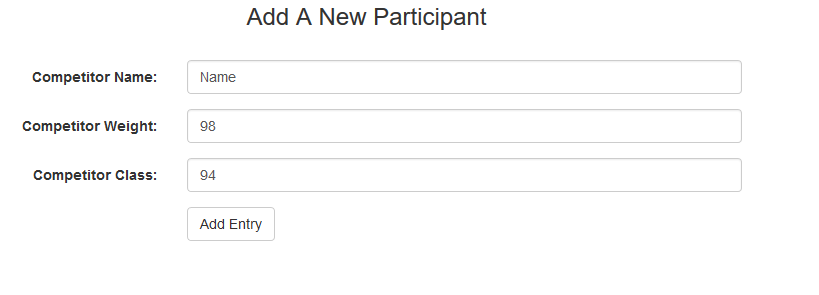 Add A New Participant
Competitor Name: Name
Competitor Weight: 98
Competitor Class: 94
Add Entry